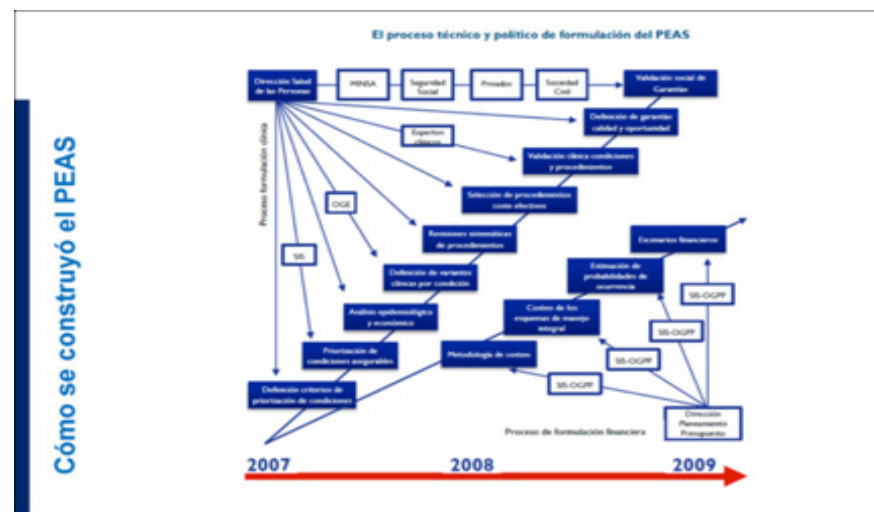 El proceso técnico y político de formulación del PEAS
Cómo se construyó el PEAS
Dirección Salud
de las Personas
MINSA
Seguridad
Social
Privados
Sociedad
Civil
Validación social de
Garantías
Definición de garantías
calidad y oportunidad
Expertos
clínicos
Validación clínica condiciones
y procedimientos
Proceso formulación clínica
Selección de procedimientos
costo efectivos
OGE
Revisiones sistemáticas
de procedimientos
Escenarios financieros
SIS
Definición de variantes
clínicas por condición
Estimación de
probabilidades de
ocurrencia
SIS-OGPP
Análisis epidemiológico
y económico
Costeo de los
esquemas de manejo
integral
SIS-OGPP
Priorización de
condiciones asegurables
Metodología de costeo
SIS-OGPP
SIS-OGPP
Definición criterios de
priorización de condiciones
Dirección
Planeamiento
Presupuesto
Proceso de formulación financiera
2007
2008
2009